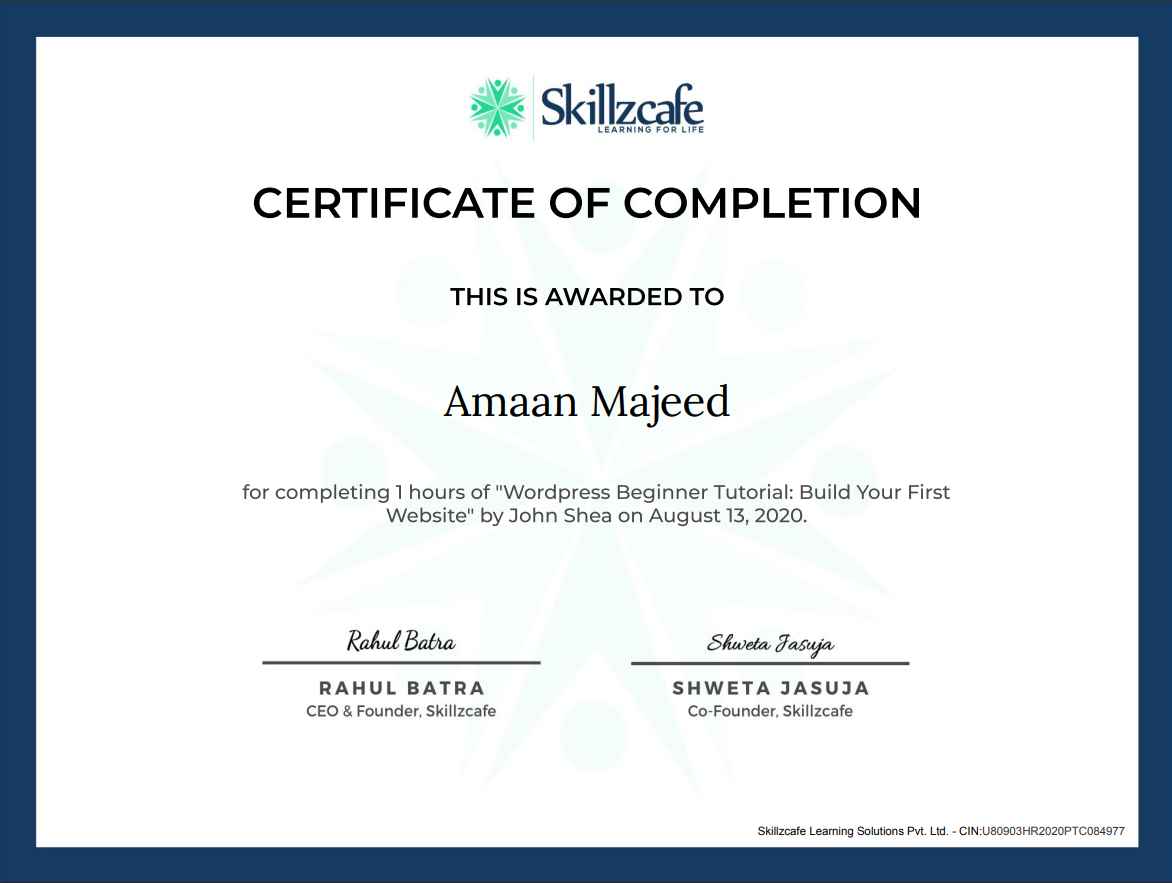 Skillzcafe
LEARNING FOR LIFE
CERTIFICATE OF COMPLETION
THIS IS AWARDED TO
Amaan Majeed
for completing 1 hours of "Wordpress Beginner Tutorial: Build Your First
Website" by John Shea on August 13, 2020.
Rahul Batra
RAHUL BATRA
CEO & Founder, Skillzcafe
Shweta Jasuja
SHWETA JASUJA
Co-Founder, Skillzcafe
Skillzcafe Learning Solutions Pvt. Ltd. - CIN:U80903HR2020PTC084977